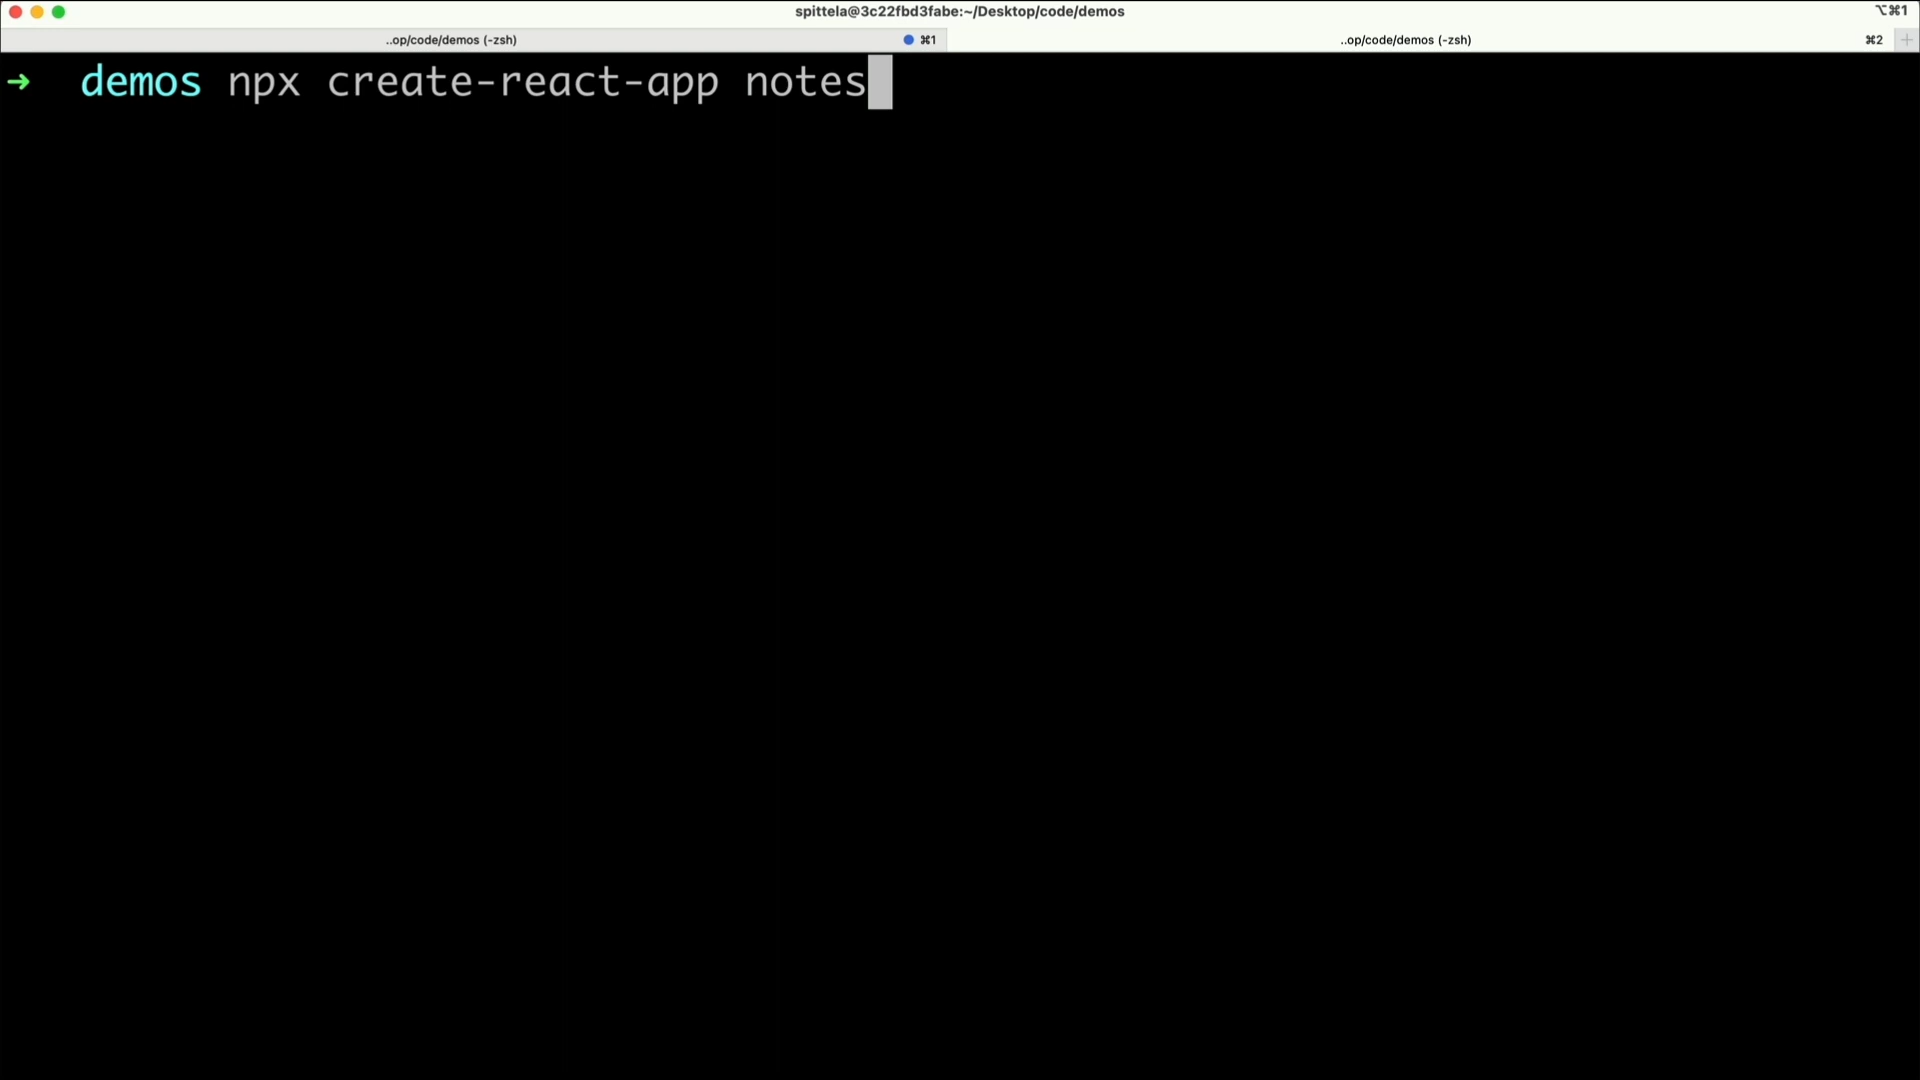 spittela@3c22fbd3fabe:~/Desktop/code/demos
⌥⌘1
..op/code/demos (-zsh)
⌘1
..op/code/demos (-zsh)
⌘2
➜ demos npx create-react-app notes